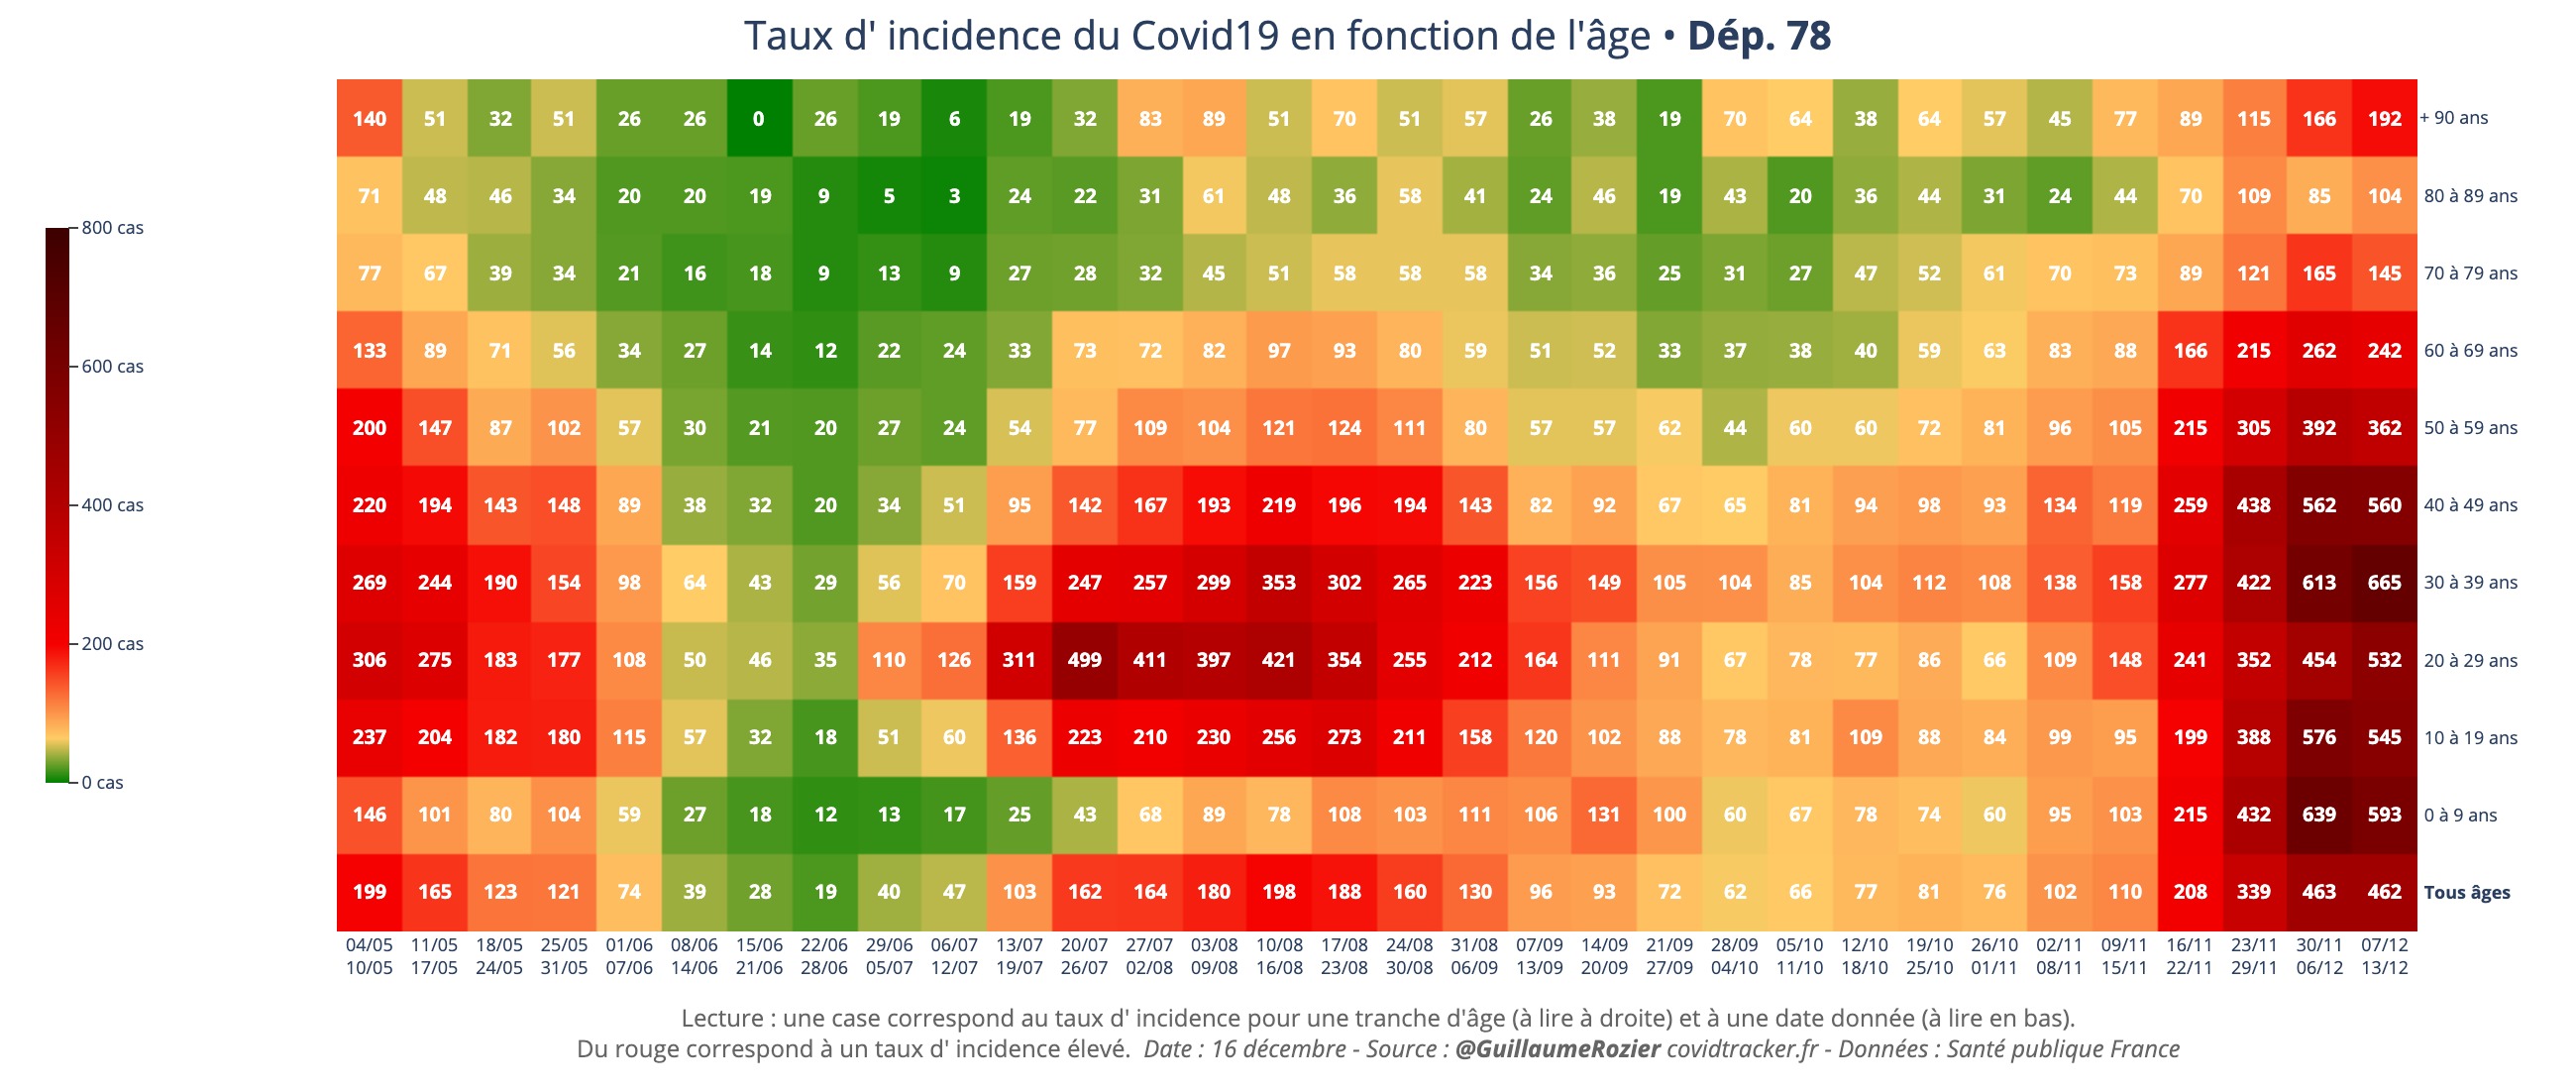 Taux d' incidence du Covid19 en fonction de l'âge • Dép. 78
800 cas
600 cas
400 cas
200 cas
0 cas
140 51 32 51 26 26 0 26 19 6 19 32 83 89 51 70 51 57 26 38 19 70 64 38 64 57 45 77 89 115 166 192 + 90 ans
71 48 46 34 20 20 19 9 5 3 24 22 31 61 48 36 58 41 24 46 19 43 20 36 44 31 24 44 70 109 85 104 80 à 89 ans
77 67 39 34 21 16 18 9 13 9 27 28 32 45 51 58 58 58 34 36 25 31 27 47 52 61 70 73 89 121 165 145 70 à 79 ans
133 89 71 56 34 27 14 12 22 24 33 73 72 82 97 93 80 59 51 52 33 37 38 40 59 63 83 88 166 215 262 242 60 à 69 ans
200 147 87 102 57 30 21 20 27 24 54 77 109 104 121 124 111 80 57 57 62 44 60 60 72 81 96 105 215 305 392 362 50 à 59 ans
220 194 143 148 89 38 32 20 34 51 95 142 167 193 219 196 194 143 82 92 67 65 81 94 98 93 134 119 259 438 562 560 40 à 49 ans
269 244 190 154 98 64 43 29 56 70 159 247 257 299 353 302 265 223 156 149 105 104 85 104 112 108 138 158 277 422 613 665 30 à 39 ans
306 275 183 177 108 50 46 35 110 126 311 499 411 397 421 354 255 212 164 111 91 67 78 77 86 66 109 148 241 352 454 532 20 à 29 ans
237 204 182 180 115 57 32 18 51 60 136 223 210 230 256 273 211 158 120 102 88 78 81 109 88 84 99 95 199 388 576 545 10 à 19 ans
146 101 80 104 59 27 18 12 13 17 25 43 68 89 78 108 103 111 106 131 100 60 67 78 74 60 95 103 215 432 639 593 0 à 9 ans
199 165 123 121 74 39 28 19 40 47 103 162 164 180 198 188 160 130 96 93 72 62 66 77 81 76 102 110 208 339 463 462 Tous âges
04/05 11/05 18/05 25/05 01/06 08/06 15/06 22/06 29/06 06/07 13/07 20/07 27/07 03/08 10/08 17/08 24/08 31/08 07/09 14/09 21/09 28/09 05/10 12/10 19/10 26/10 02/11 09/11 16/11 23/11 30/11 07/12
10/05 17/05 24/05 31/05 07/06 14/06 21/06 28/06 05/07 12/07 19/07 26/07 02/08 09/08 16/08 23/08 30/08 06/09 13/09 20/09 27/09 04/10 11/10 18/10 25/10 01/11 08/11 15/11 22/11 29/11 06/12 13/12
Lecture : une case correspond au taux d' incidence pour une tranche d'âge (à lire à droite) et à une date donnée (à lire en bas).
Du rouge correspond à un taux d' incidence élevé. Date : 16 décembre - Source : @GuillaumeRozier covidtracker.fr - Données : Santé publique France